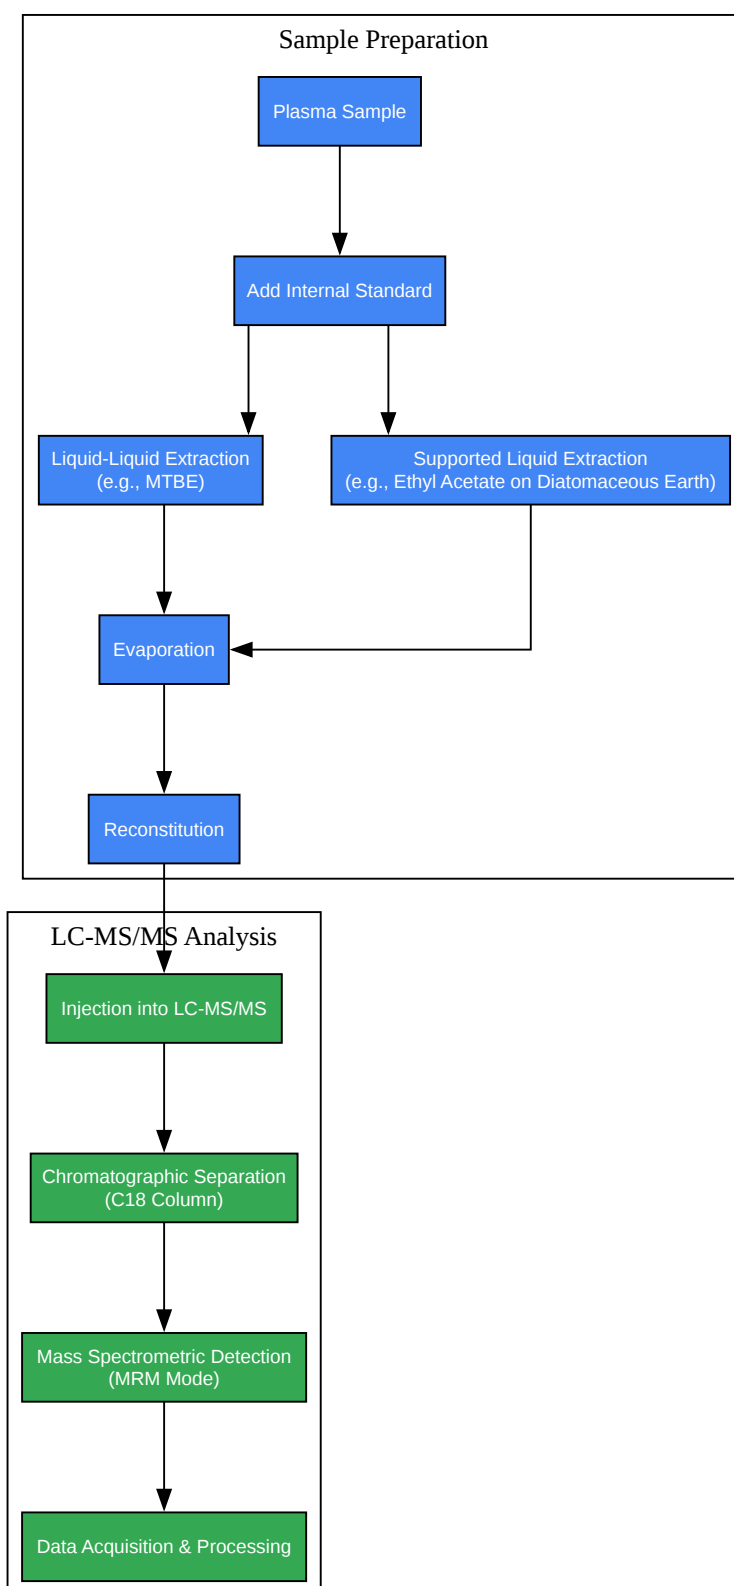 Sample Preparation
Plasma Sample
Add Internal Standard
Liquid-Liquid Extraction
(e.g., MTBE)
Supported Liquid Extraction
(e.g., Ethyl Acetate on Diatomaceous Earth)
Evaporation
Reconstitution
LC-MS/MS Analysis
Injection into LC-MS/MS
Chromatographic Separation
(C18 Column)
Mass Spectrometric Detection
(MRM Mode)
Data Acquisition & Processing